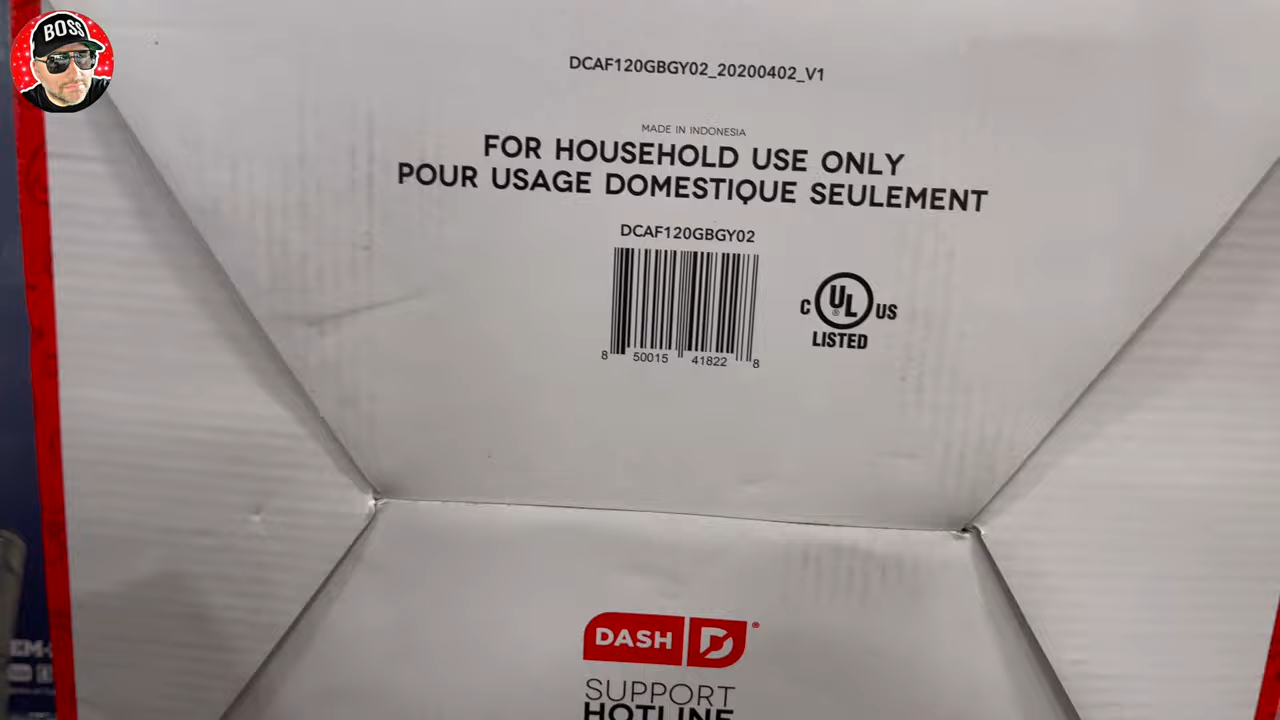 BOSS
DCAF120GBGY02_20200402_V1
MADE IN INDONESIA
FOR HOUSEHOLD USE ONLY
POUR USAGE DOMESTIQUE SEULEMENT
DCAF120GBGY02
8 50015 41822 8
C UL® US
LISTED
DASH D®
SUPPORT
HOTLINE